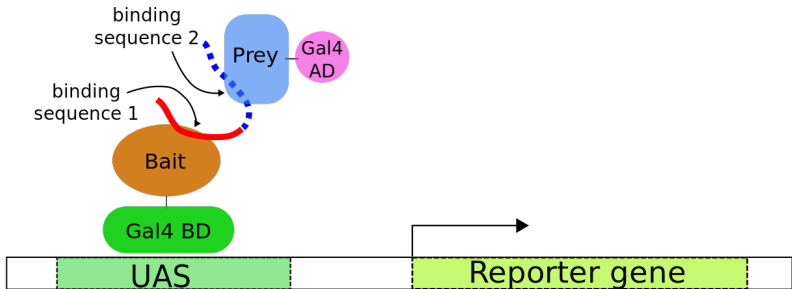 binding
sequence 2
Prey
Gal4
AD
binding
sequence 1
Bait
Gal4 BD
UAS
Reporter gene